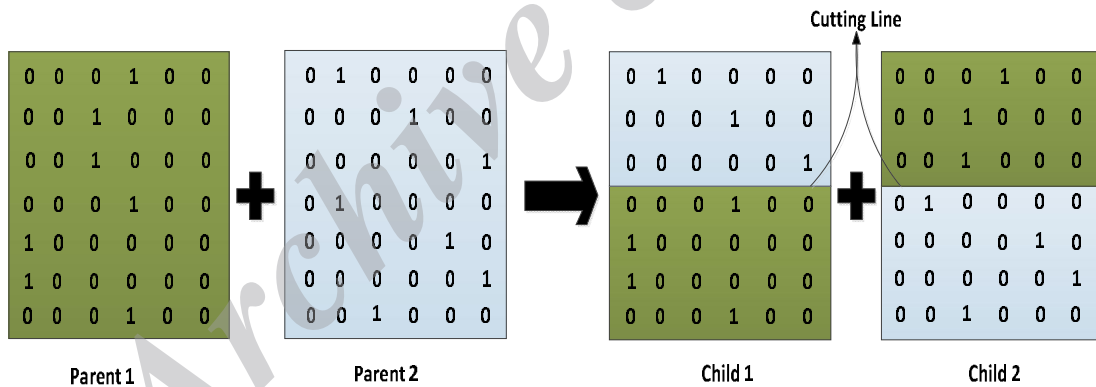 Cutting Line
0 0 0 1 0 0
0 0 1 0 0 0
0 0 1 0 0 0
0 0 0 1 0 0
1 0 0 0 0 0
1 0 0 0 0 0
0 0 0 1 0 0
Parent 1
0 1 0 0 0 0
0 0 0 1 0 0
0 0 0 0 0 1
0 1 0 0 0 0
0 0 0 0 1 0
0 0 0 0 0 1
0 0 1 0 0 0
Parent 2
0 1 0 0 0 0
0 0 0 1 0 0
0 0 0 0 0 1
0 0 0 1 0 0
1 0 0 0 0 0
1 0 0 0 0 0
0 0 0 1 0 0
Child 1
0 0 0 1 0 0
0 0 1 0 0 0
0 0 1 0 0 0
0 1 0 0 0 0
0 0 0 0 1 0
0 0 0 0 0 1
0 0 1 0 0 0
Child 2
Archive